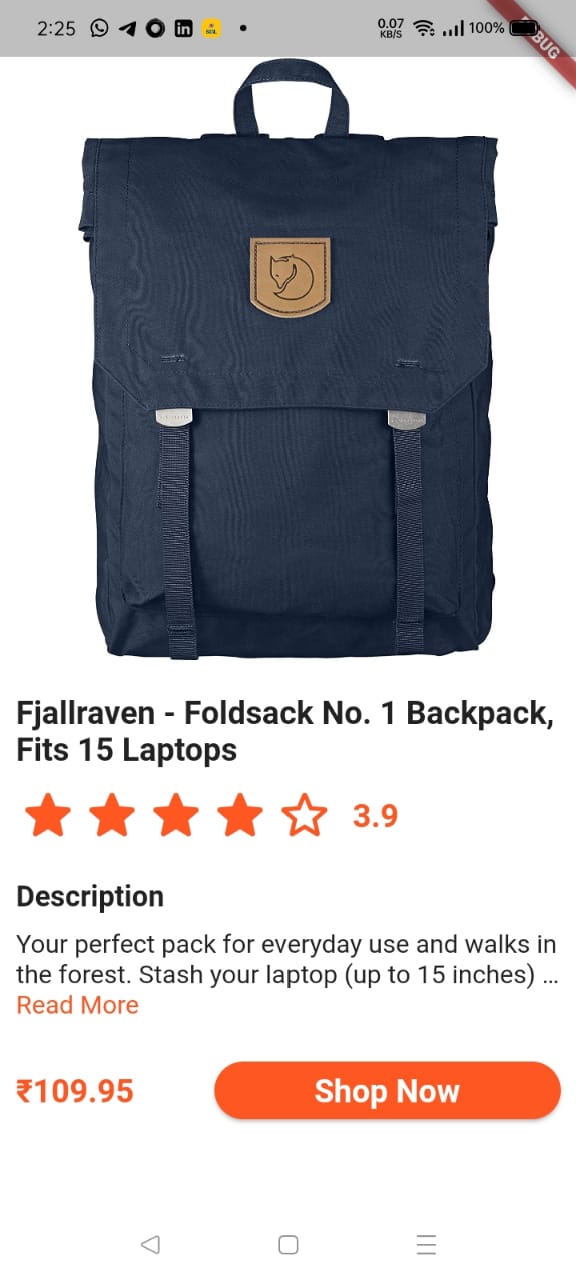 2:25 0.07 KB/S 100%
BUG
Fjallraven - Foldsack No. 1 Backpack,
Fits 15 Laptops
3.9
Description
Your perfect pack for everyday use and walks in
the forest. Stash your laptop (up to 15 inches) ...
Read More
₹109.95 Shop Now